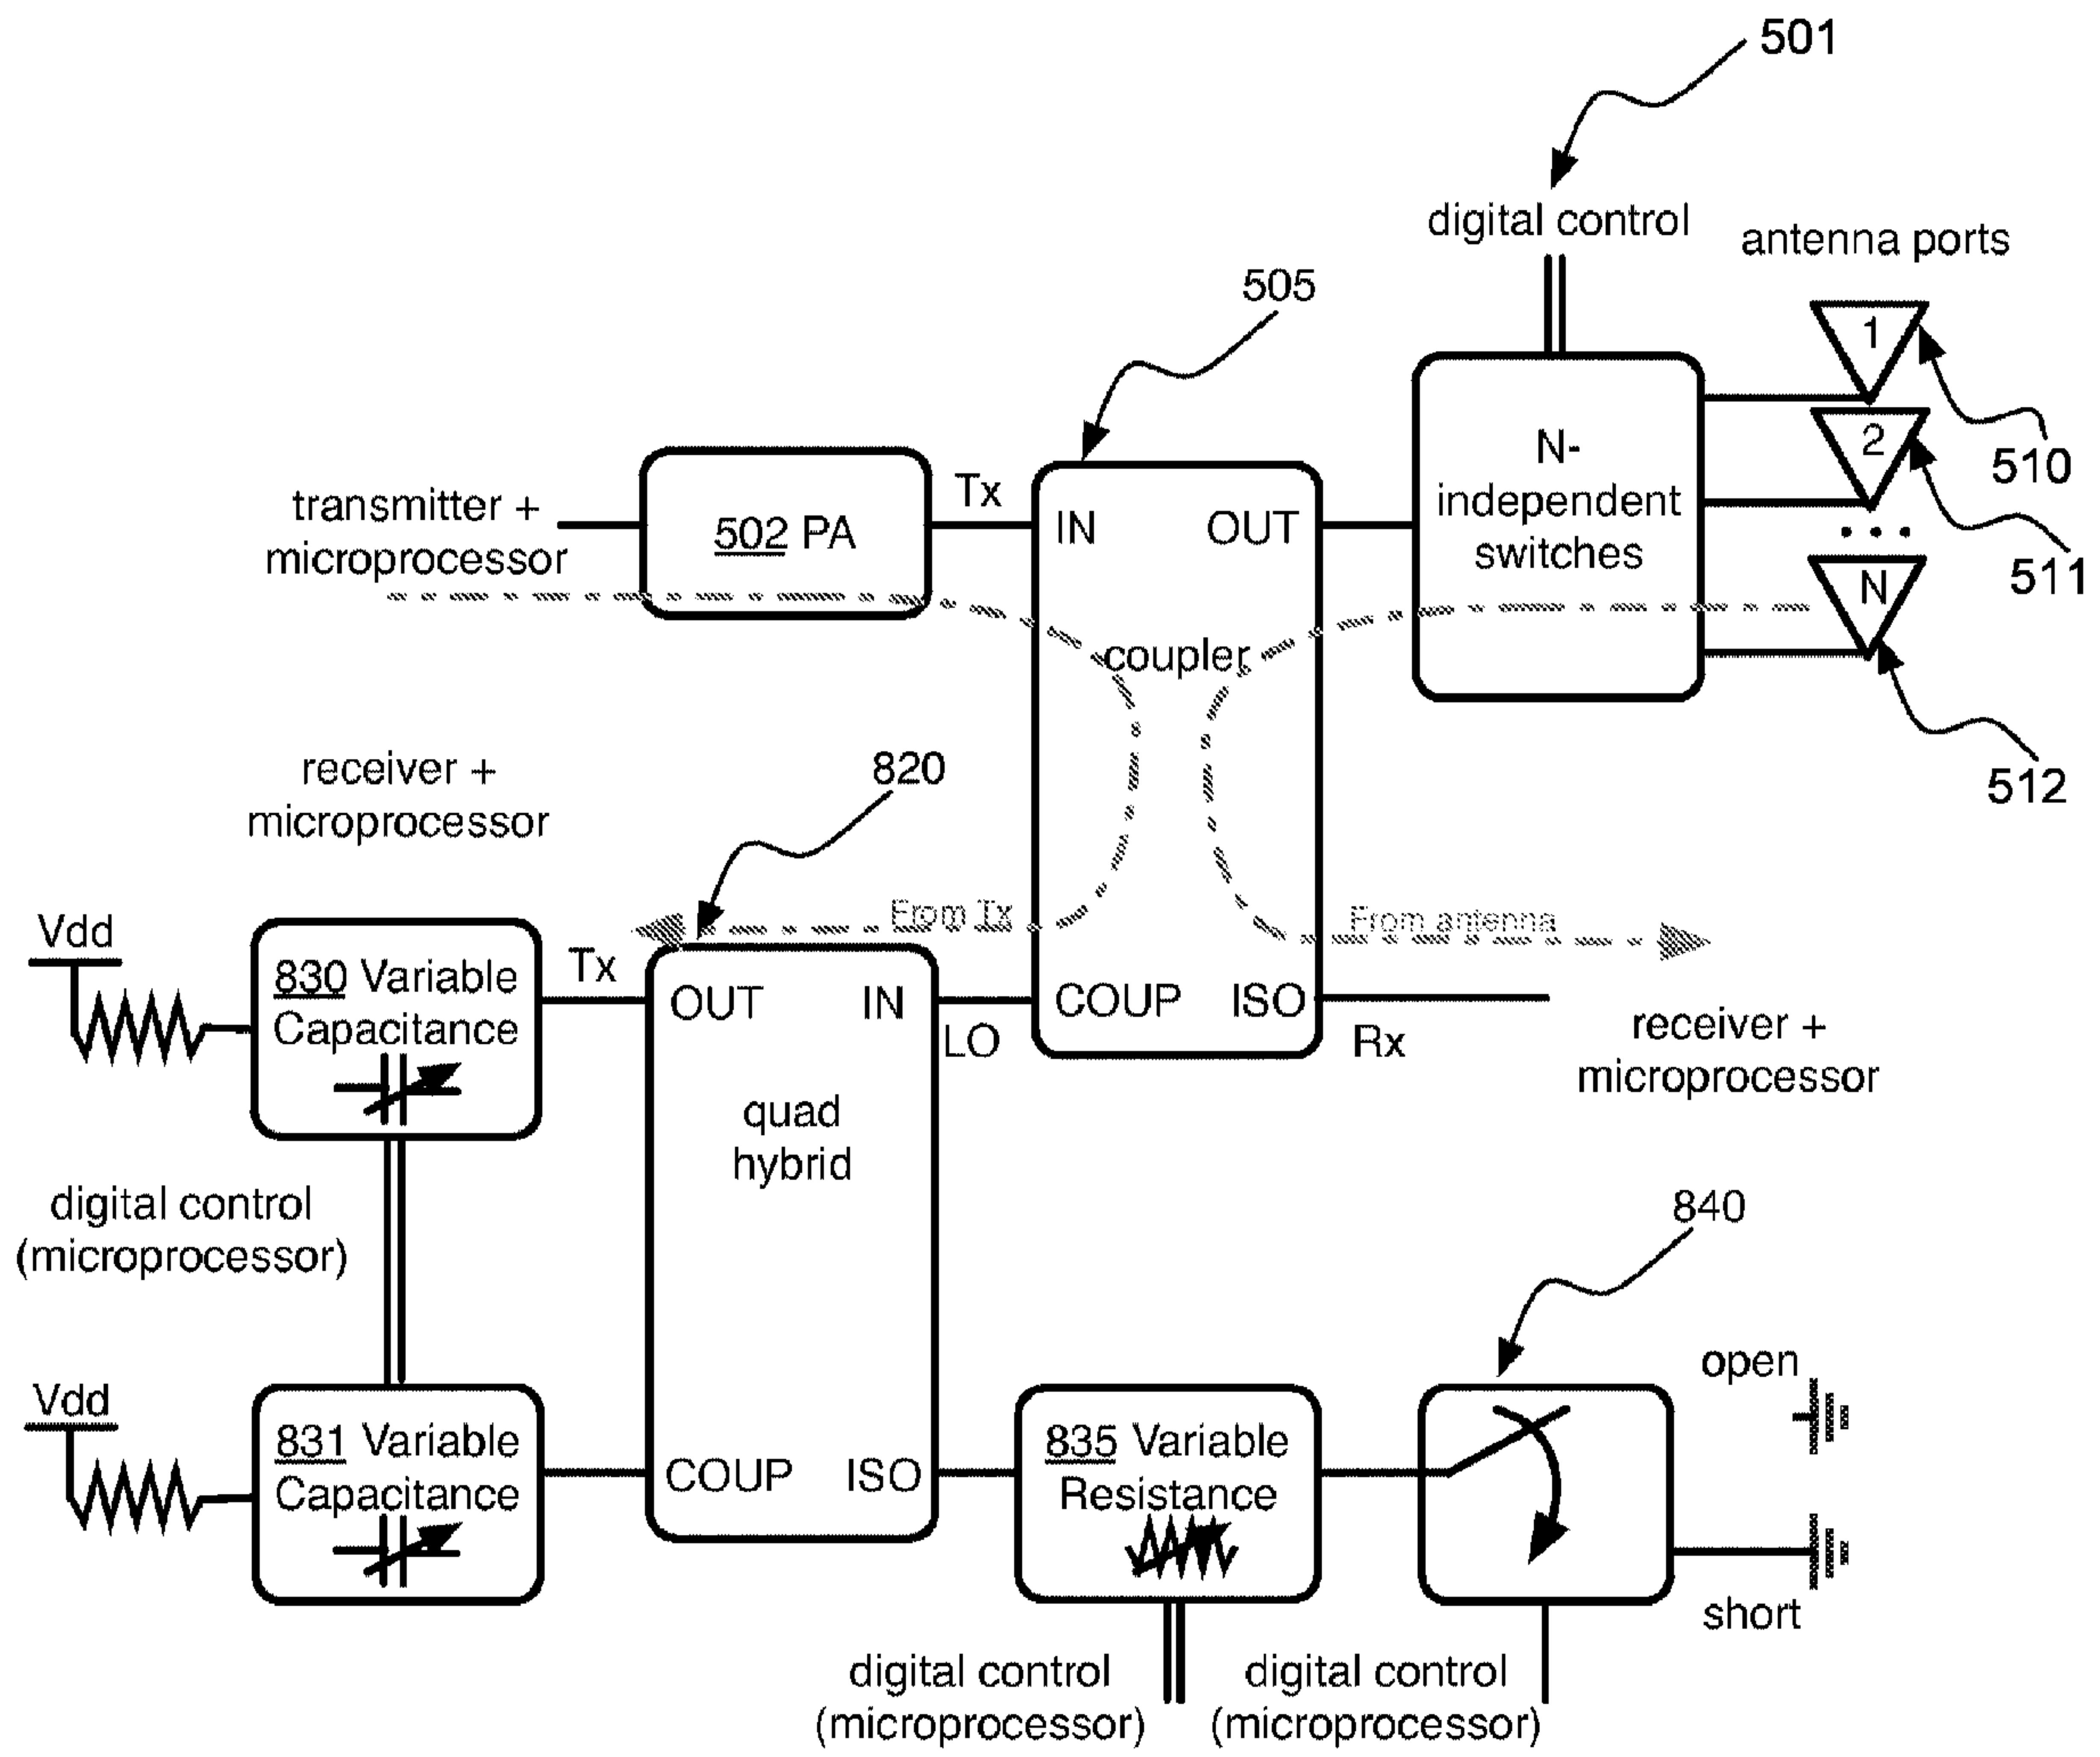 501
digital control
antenna ports
505
1
2
N
510
511
512
N-
independent
switches
transmitter +
microprocessor
502 PA
Tx
IN
OUT
coupler
receiver +
microprocessor
820
From Tx
From antenna
Vdd
830 Variable
Capacitance
Tx
OUT
IN
LO
COUP
ISO
Rx
receiver +
microprocessor
quad
hybrid
digital control
(microprocessor)
840
open
Vdd
831 Variable
Capacitance
COUP
ISO
835 Variable
Resistance
short
digital control
(microprocessor)
digital control
(microprocessor)